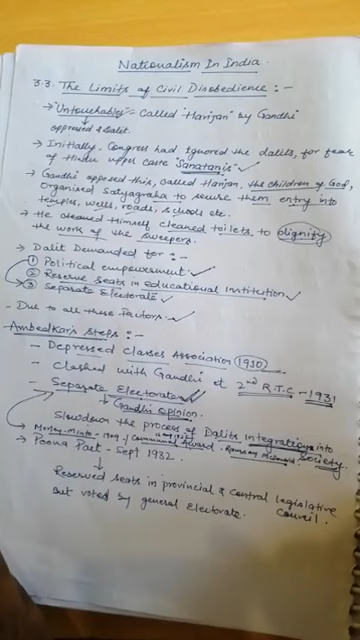 Nationalism In India.
3.3. The Limits of Civil Disobedience :-
→ "Untouchables" - Called "Harijan" by Gandhi
oppressed & Dalit.
→ Initially, Congress had ignored the dalits, for fear
of Hindu upper caste "Sanatanis" ✓
→ Gandhi opposed this, called Harijan, the children of God,
Organised Satyagraha to secure them entry into
temples, wells, roads, schools etc.
→ He cleaned Himself cleaned toilets, to dignity
the work of the sweepers.
→ Dalit Demanded for :-
① Political empowerment. ✓
② Reserve Seats in educational Institution ✓
③ Separate Electorate ✓
- Due to all these factors. ✓
Ambedkar's Steps :-
- Depressed Classes Association (1930)
- Clashed with Gandhi at 2nd R.T.C - 1931
- Separate Electorate ✓
→ Gandhi Opinion.
Slowdown the process of Dalits Integration into
Society.
→ Morley-Minto - 1909 / Communal Award - Ramsay
→ Poona Pact - Sept 1932.
Reserved Seats in provincial & Central legislative
Council.
But voted by general Electorate.